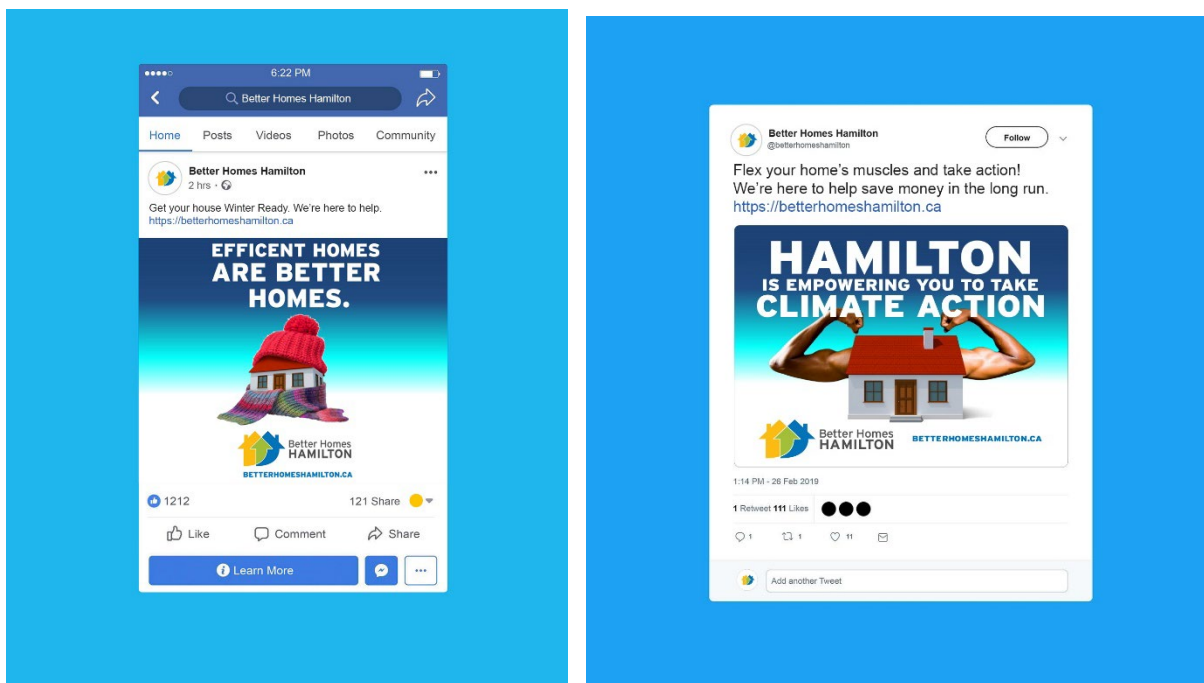 6:22 PM
Better Homes Hamilton
Home Posts Videos Photos Community
Better Homes Hamilton
2 hrs
Get your house Winter Ready. We're here to help.
https://betterhomeshamilton.ca
EFFICENT HOMES
ARE BETTER
HOMES.
Better Homes
HAMILTON
BETTERHOMESHAMILTON.CA
1212 121 Share
Like Comment Share
Learn More
Better Homes Hamilton
@betterhomeshamilton
Follow
Flex your home's muscles and take action!
We're here to help save money in the long run.
https://betterhomeshamilton.ca
HAMILTON
IS EMPOWERING YOU TO TAKE
CLIMATE ACTION
Better Homes
HAMILTON
BETTERHOMESHAMILTON.CA
1:14 PM - 26 Feb 2019
1 Retweet 111 Likes
1 1 11
Add another Tweet